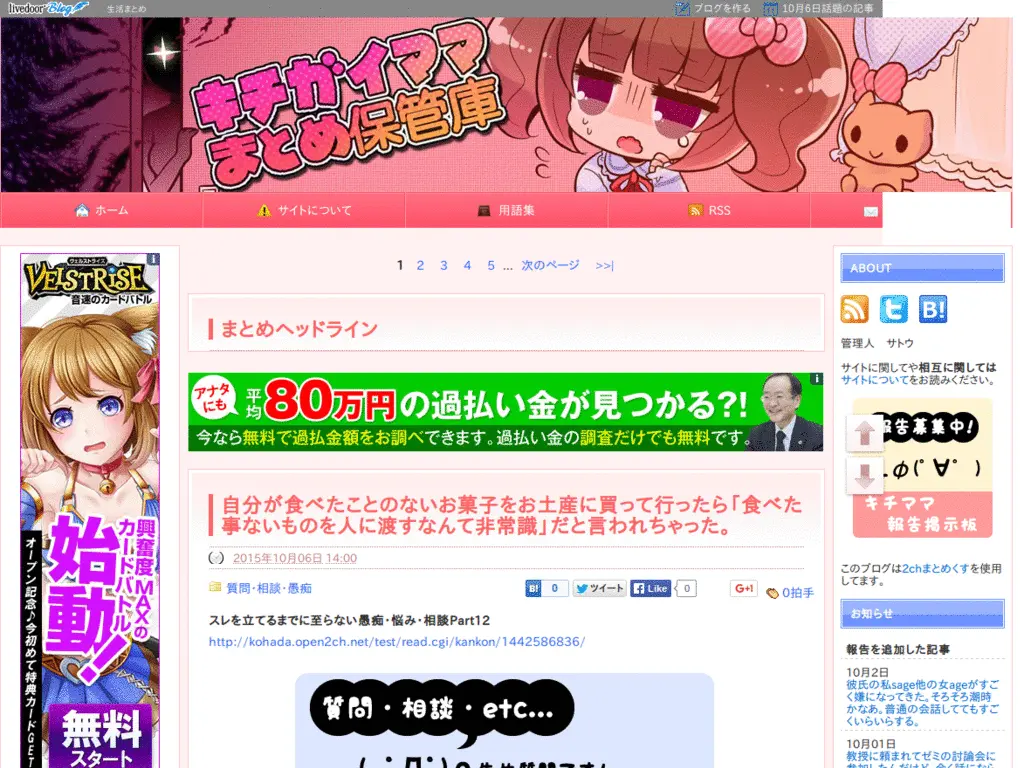 livedoor Blog
生活まとめ
ブログを作る
10月6日話題の記事
キチガイママ
まとめ保管庫
ホーム
サイトについて
用語集
RSS
1 2 3 4 5 ... 次のページ >>|
まとめヘッドライン
アナタにも
平均80万円の過払い金が見つかる?!
今なら無料で過払金額をお調べできます。過払い金の調査だけでも無料です。
自分が食べたことのないお菓子をお土産に買って行ったら「食べた
事ないものを人に渡すなんて非常識」だと言われちゃった。
2015年10月06日 14:00
質問・相談・愚痴
B! 0
ツイート
Like 0
G+1
0拍手
スレを立てるまでに至らない愚痴・悩み・相談Part12
http://kohada.open2ch.net/test/read.cgi/kankon/1442586836/
質問・相談・etc...
VELSTRISE
ヴェルストライズ
音速のカードバトル
興奮度MAXの
カードバトル
始動!
オープン記念♪今初めて特典カードGET
無料
スタート
ABOUT
B!
管理人 サトウ
サイトに関してや相互に関しては
サイトについてをお読みください。
報告募集中!
キチママ
報告掲示板
このブログは2chまとめくすを使用
してます。
お知らせ
報告を追加した記事
10月2日
彼氏の私sage他の女ageがすご
く嫌になってきた。そろそろ潮時
かなあ。普通の会話しててもすご
くいらいらする。
10月01日
教授に頼まれてゼミの討論会に